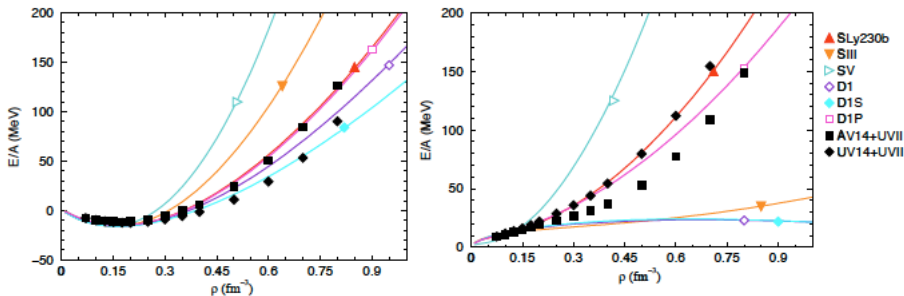 200
150
100
50
0
−50
E/A (MeV)
0 0.15 0.3 0.45 0.6 0.75 0.9
ρ (fm⁻³)
200
150
100
50
0
E/A (MeV)
0 0.15 0.3 0.45 0.6 0.75 0.9
ρ (fm⁻³)
SLy230b
SIII
SV
D1
D1S
D1P
AV14+UVII
UV14+UVII